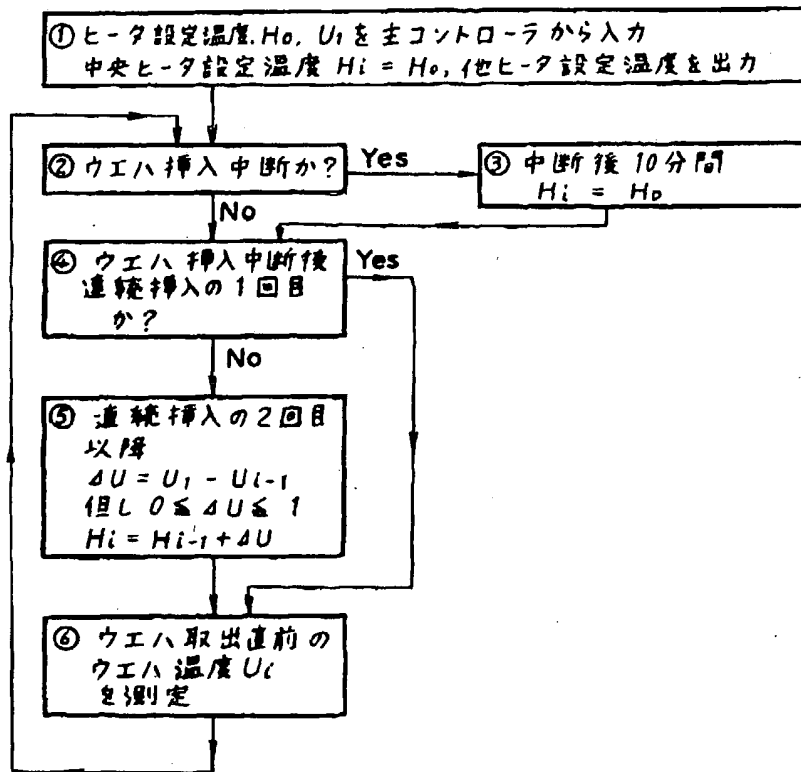 ① ヒータ設定温度. Ho, U₁を主コントローラから入力
中央ヒータ設定温度 Hi = Ho, 他ヒータ設定温度を出力
② ウエハ挿入中断か?
Yes
③ 中断後10分間
Hi = Ho
No
④ ウエハ挿入中断後
連続挿入の1回目
か?
Yes
No
⑤ 連続挿入の2回目
以降
ΔU = U₁ - Ui-1
但し 0 ≦ ΔU ≦ 1
Hi = Hi-1 + ΔU
⑥ ウエハ取出直前の
ウエハ温度Ui
を測定